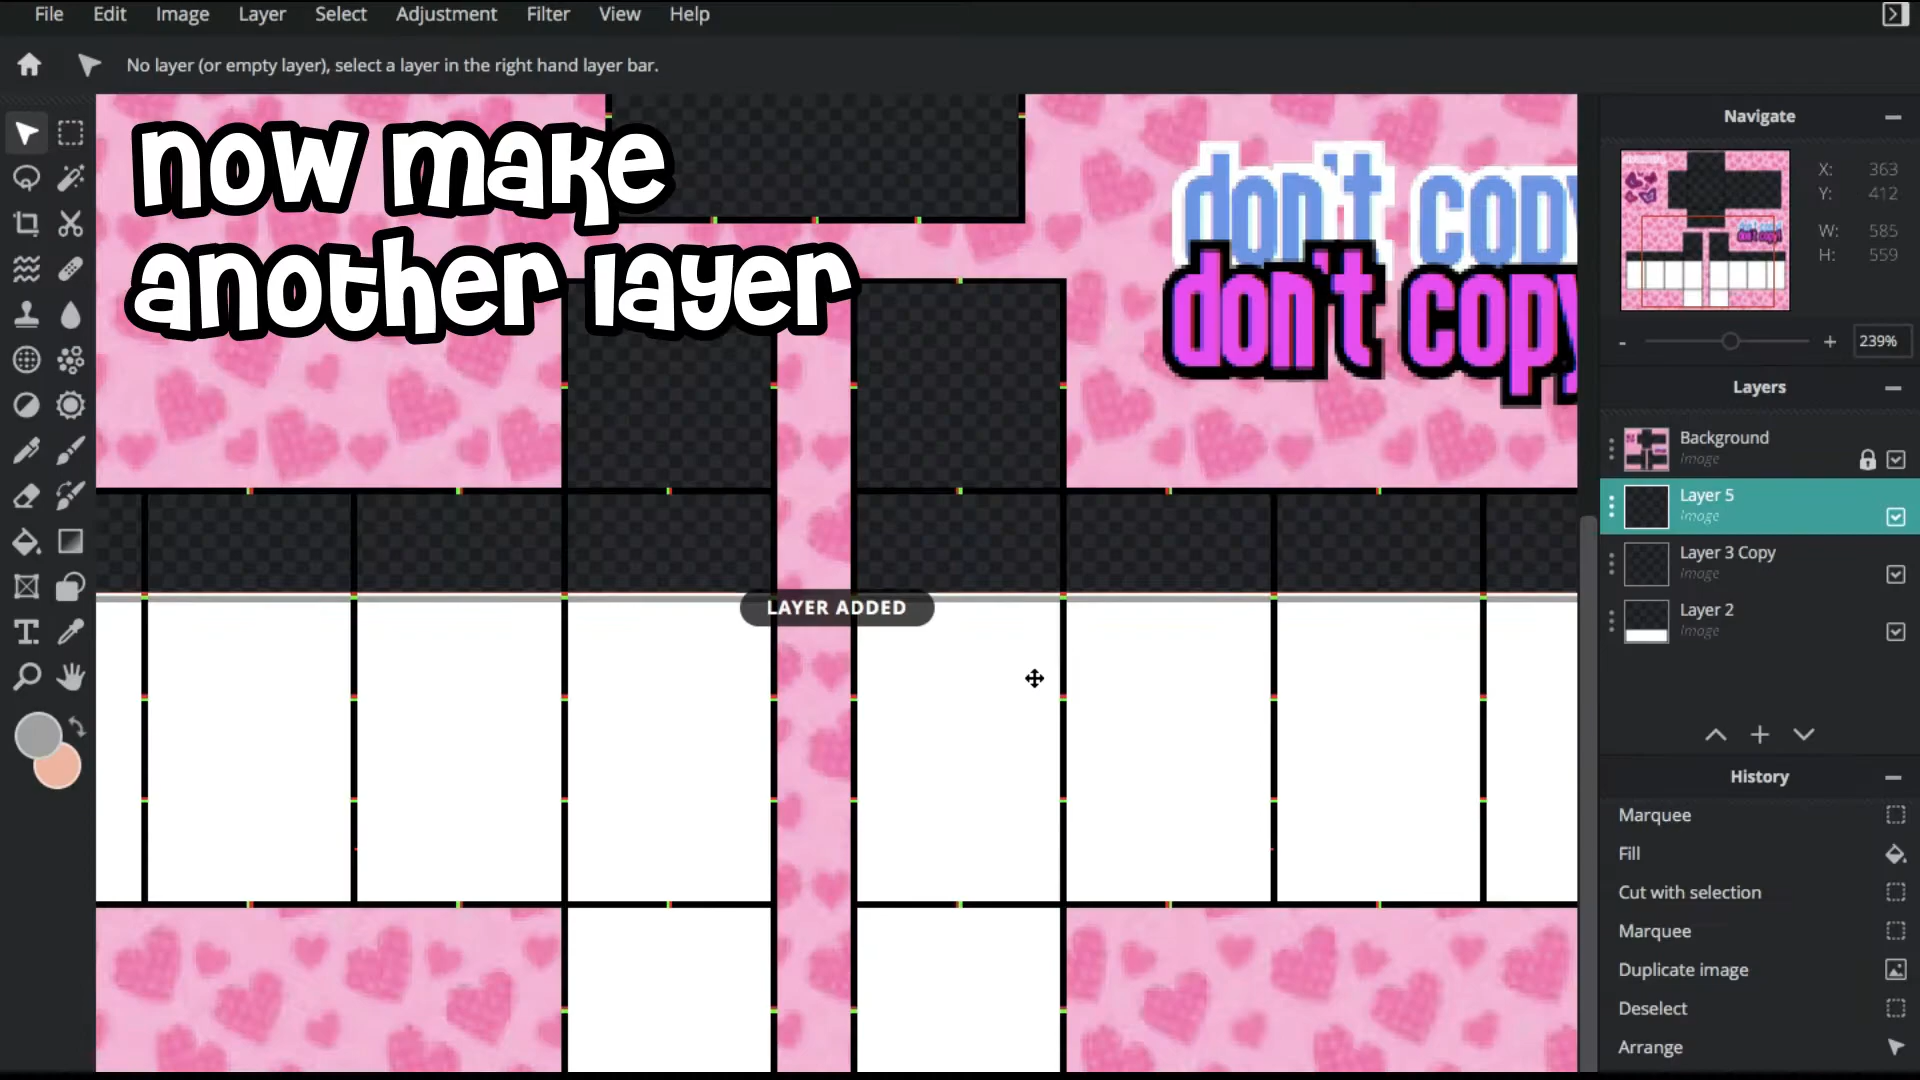 File Edit Image Layer Select Adjustment Filter View Help
No layer (or empty layer), select a layer in the right hand layer bar.
now make
another layer
don't cop
don't copy
LAYER ADDED
Navigate
X: 363
Y: 412
W: 585
H: 559
- + 239%
Layers
Background
Image
Layer 5
Image
Layer 3 Copy
Image
Layer 2
Image
History
Marquee
Fill
Cut with selection
Marquee
Duplicate image
Deselect
Arrange